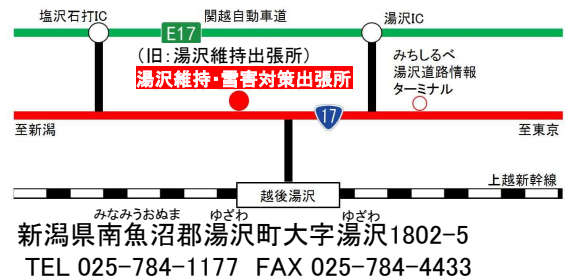 塩沢石打IC
関越自動車道
湯沢IC
E17
(旧:湯沢維持出張所)
湯沢維持・雪害対策出張所
みちしるべ
湯沢道路情報
ターミナル
17
至新潟
至東京
上越新幹線
越後湯沢
みなみうおぬま ゆざわ ゆざわ
新潟県南魚沼郡湯沢町大字湯沢1802-5
TEL 025-784-1177 FAX 025-784-4433